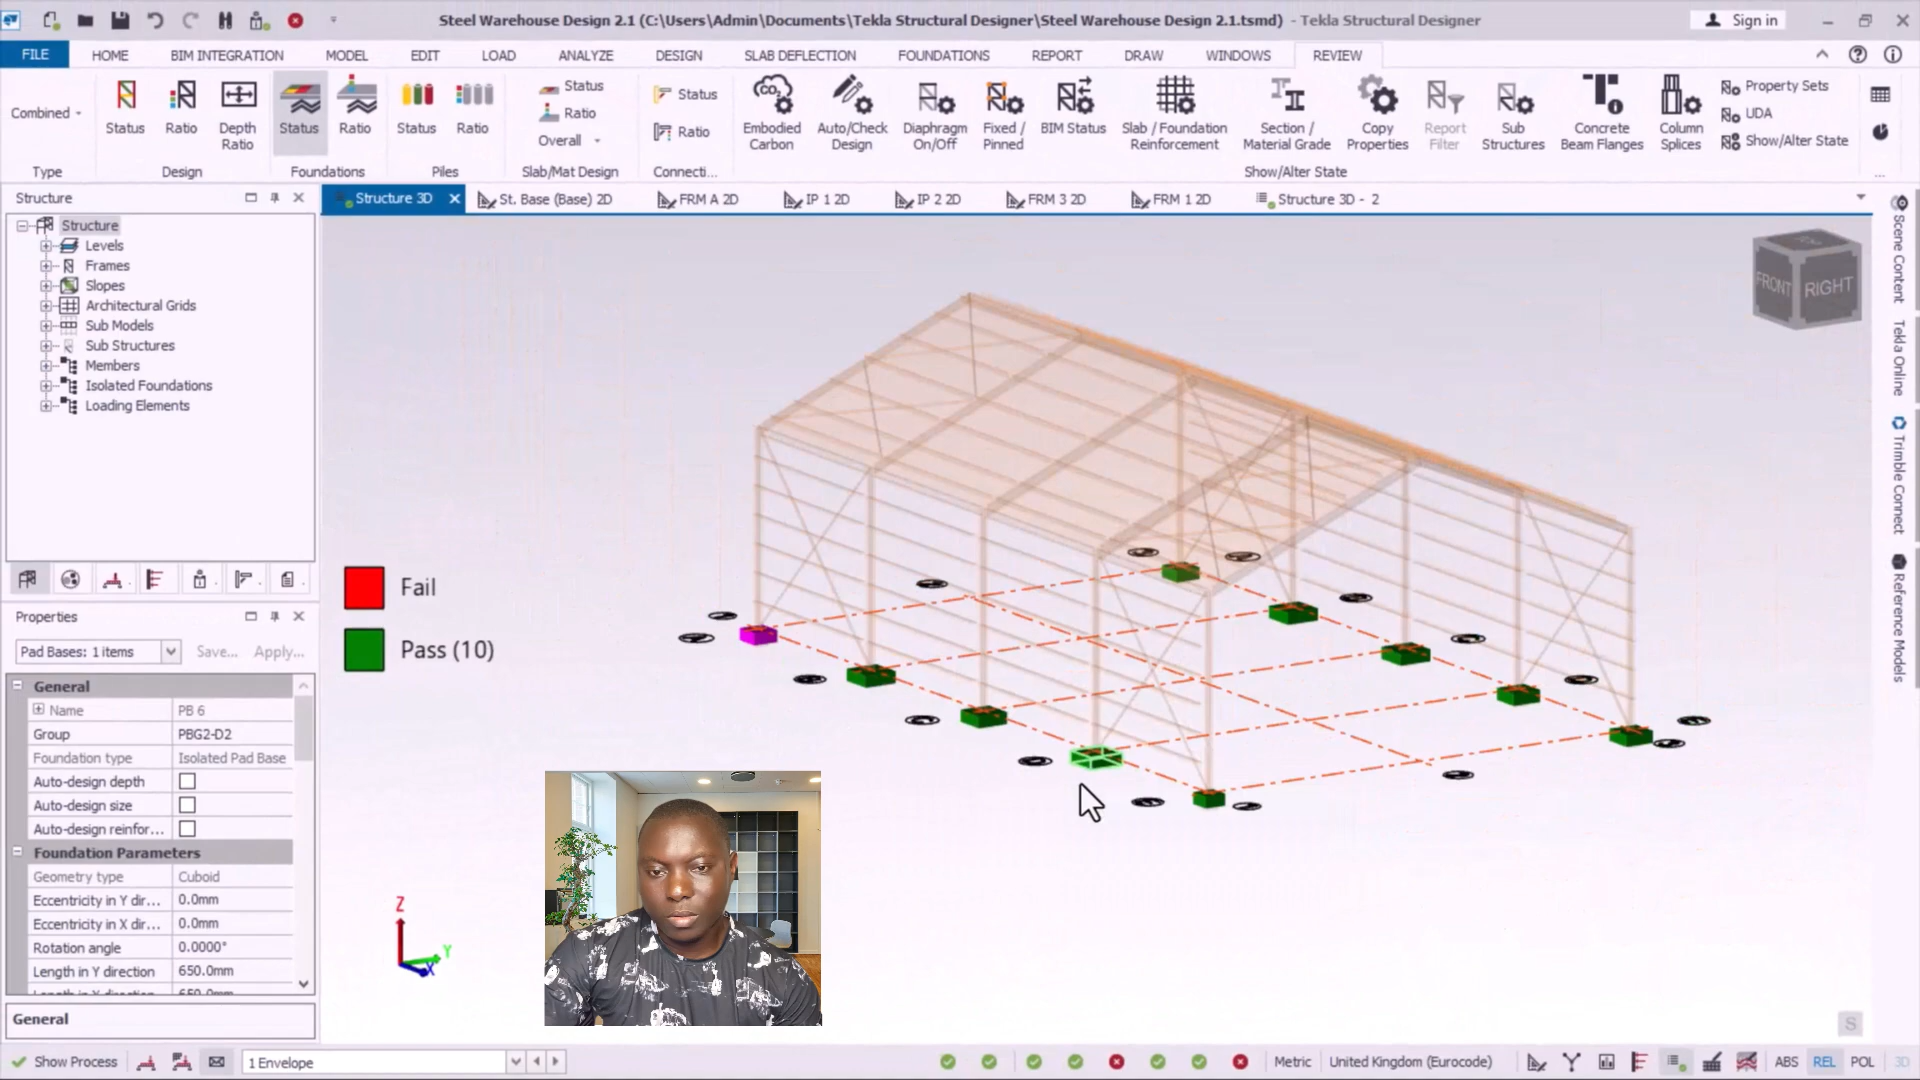 Steel Warehouse Design 2.1 (C:\Users\Admin\Documents\Tekla Structural Designer\Steel Warehouse Design 2.1.tsmd) - Tekla Structural Designer
Sign in
FILE HOME BIM INTEGRATION MODEL EDIT LOAD ANALYZE DESIGN SLAB DEFLECTION FOUNDATIONS REPORT DRAW WINDOWS REVIEW
Combined
Type
Status
Ratio
Depth Ratio
Design
Status
Ratio
Foundations
Status
Ratio
Piles
Status
Ratio
Overall
Slab/Mat Design
Status
Ratio
Connecti...
Embodied Carbon
Auto/Check Design
Diaphragm On/Off
Fixed / Pinned
BIM Status
Slab / Foundation Reinforcement
Section / Material Grade
Copy Properties
Report Filter
Sub Structures
Concrete Beam Flanges
Column Splices
Property Sets
UDA
Show/Alter State
Show/Alter State
...
Structure
Structure 3D
St. Base (Base) 2D
FRM A 2D
IP 1 2D
IP 2 2D
FRM 3 2D
FRM 1 2D
Structure 3D - 2
Structure
Levels
Frames
Slopes
Architectural Grids
Sub Models
Sub Structures
Members
Isolated Foundations
Loading Elements
Properties
Pad Bases: 1 items
Save...
Apply...
General
Name PB 6
Group PBG2-D2
Foundation type Isolated Pad Base
Auto-design depth
Auto-design size
Auto-design reinfor...
Foundation Parameters
Geometry type Cuboid
Eccentricity in Y dir... 0.0mm
Eccentricity in X dir... 0.0mm
Rotation angle 0.0000°
Length in Y direction 650.0mm
Length in X direction 650.0mm
General
Fail
Pass (10)
Z
Y
X
TOP
FRONT
RIGHT
S
Scene Content
Tekla Online
Trimble Connect
Reference Models
Show Process
1 Envelope
Metric
United Kingdom (Eurocode)
ABS
REL
POL
3D